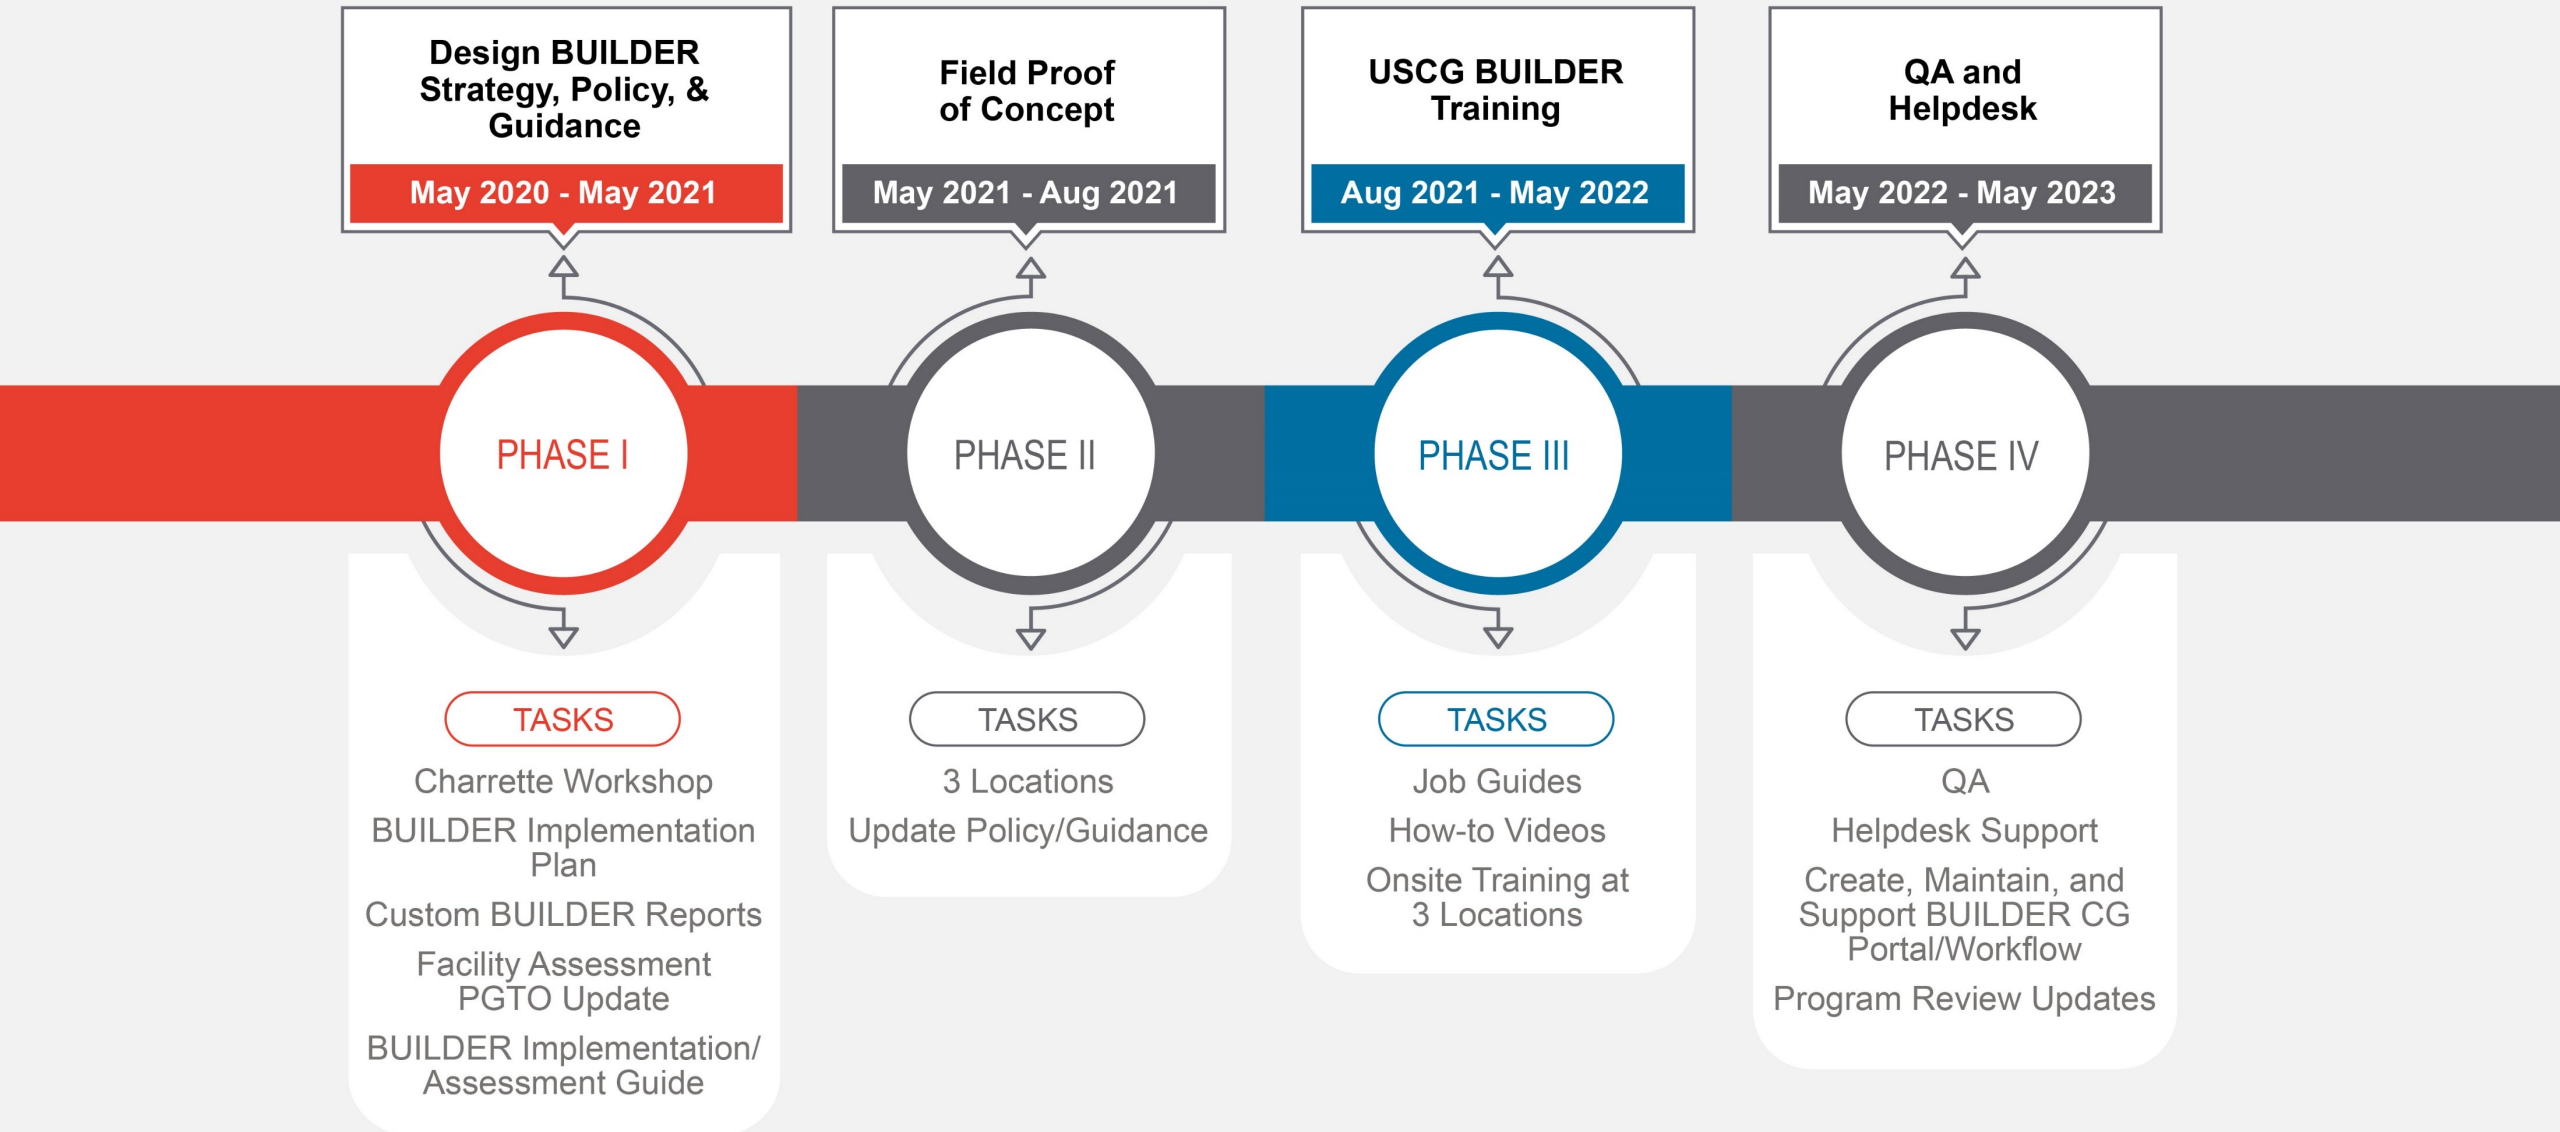 Design BUILDER
Strategy, Policy, &
Guidance
May 2020 - May 2021
Field Proof
of Concept
May 2021 - Aug 2021
USCG BUILDER
Training
Aug 2021 - May 2022
QA and
Helpdesk
May 2022 - May 2023
PHASE I
PHASE II
PHASE III
PHASE IV
TASKS
Charrette Workshop
BUILDER Implementation
Plan
Custom BUILDER Reports
Facility Assessment
PGTO Update
BUILDER Implementation/
Assessment Guide
TASKS
3 Locations
Update Policy/Guidance
TASKS
Job Guides
How-to Videos
Onsite Training at
3 Locations
TASKS
QA
Helpdesk Support
Create, Maintain, and
Support BUILDER CG
Portal/Workflow
Program Review Updates